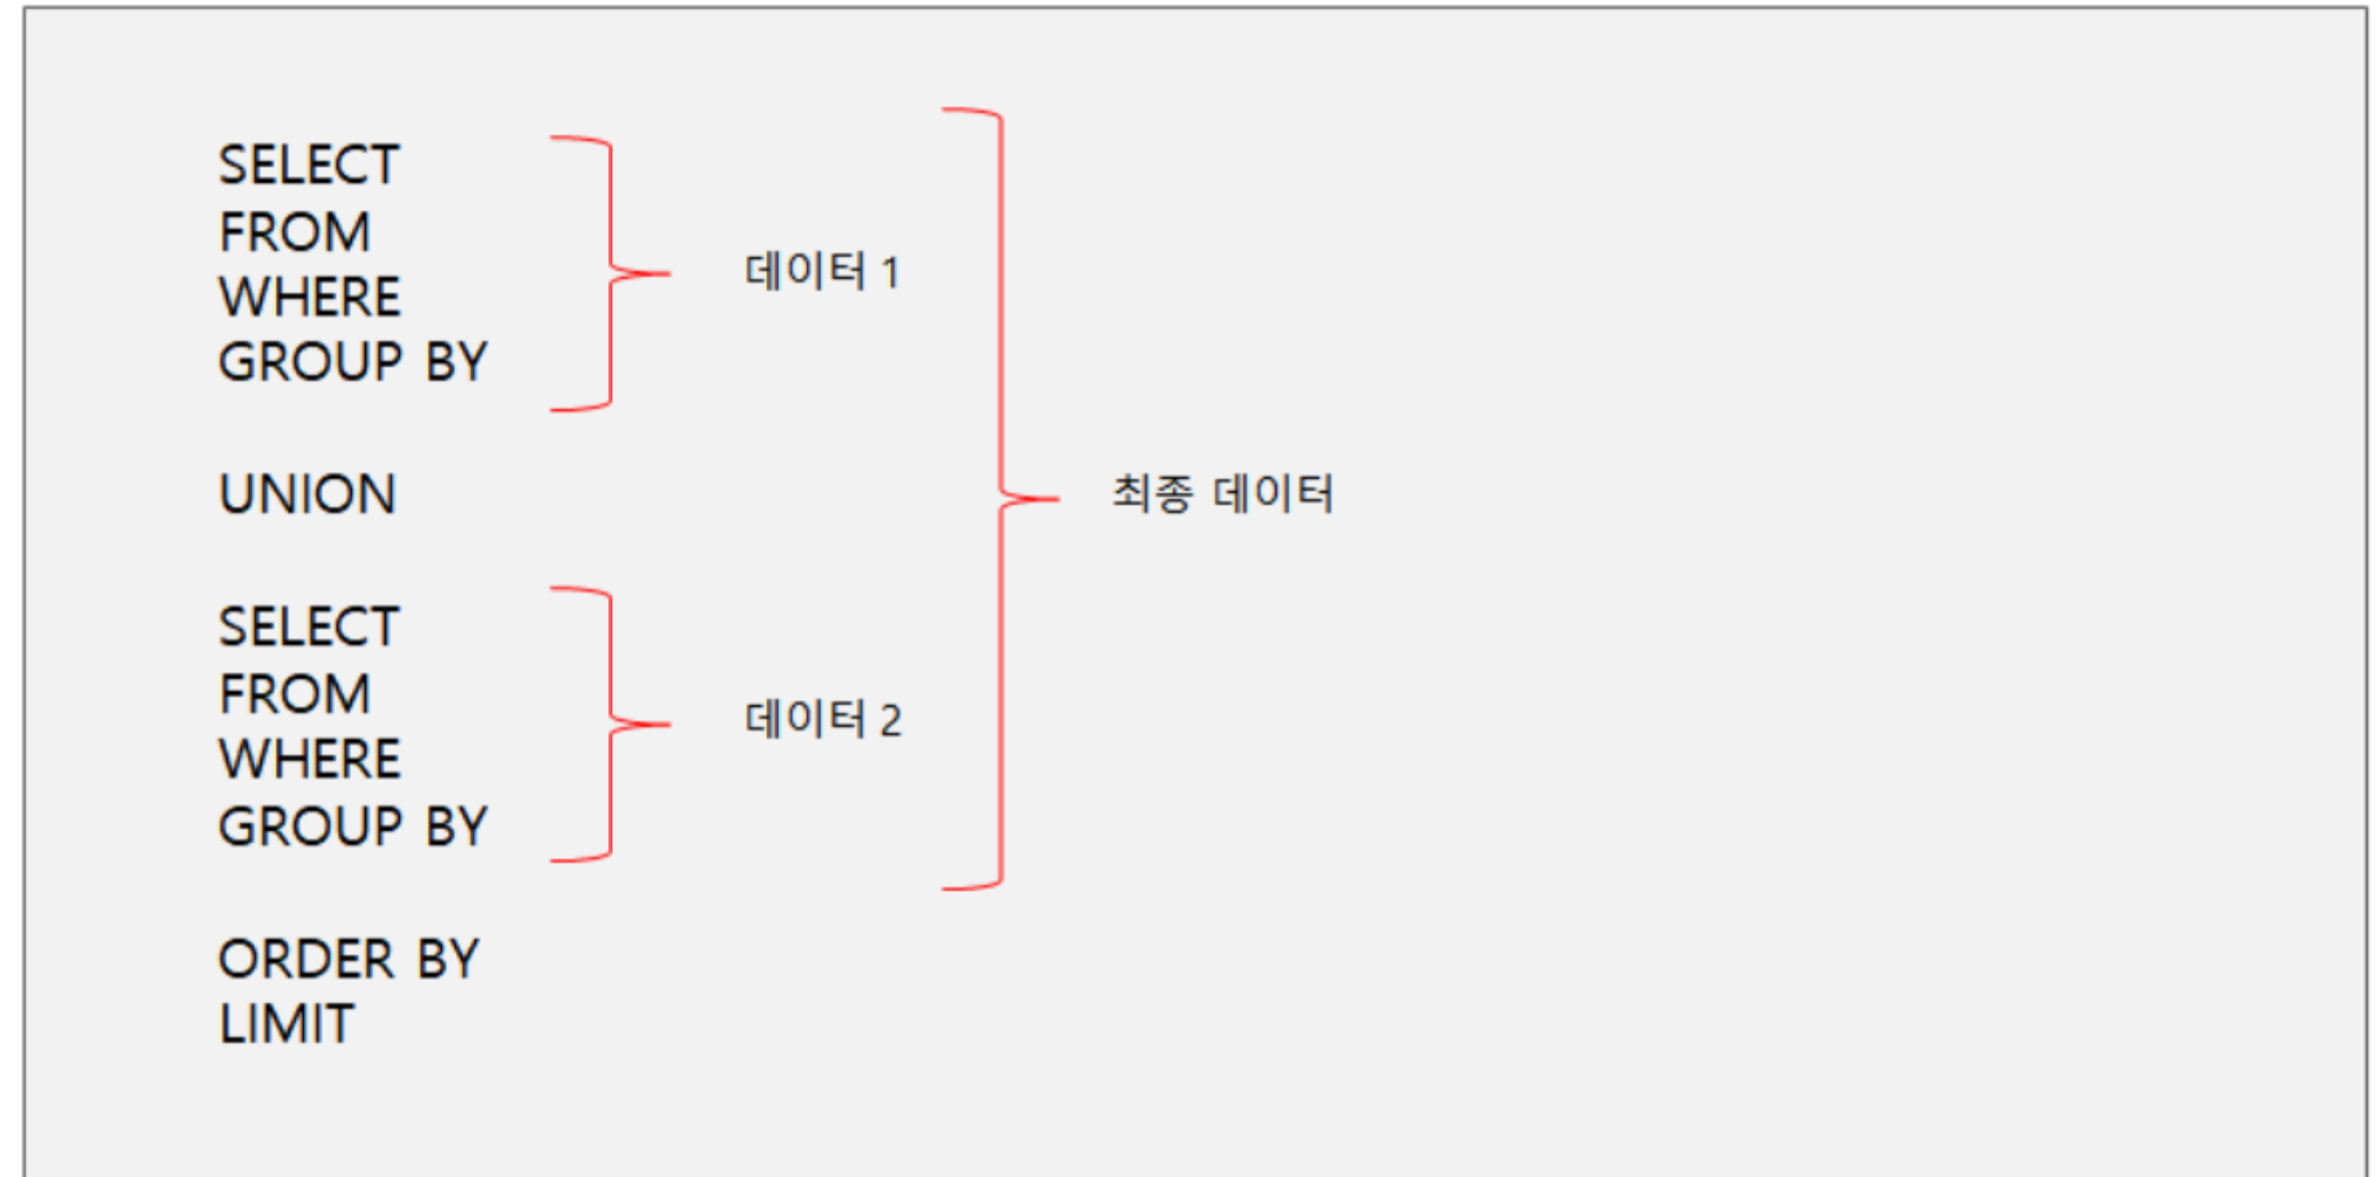 SELECT
FROM
WHERE
GROUP BY
데이터 1
UNION
최종 데이터
SELECT
FROM
WHERE
GROUP BY
데이터 2
ORDER BY
LIMIT